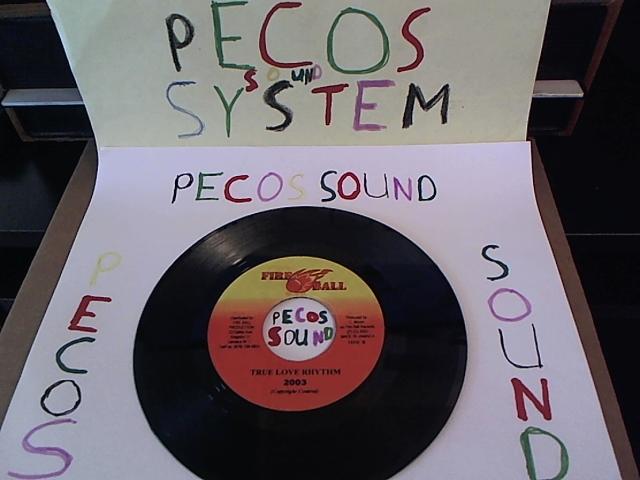 PECOS
SOUND
SYSTEM
PECOS SOUND
PECOS
SOUND
FIRE BALL
PECOS
SOUND
TRUE LOVE RHYTHM
2003
(Copyright Control)